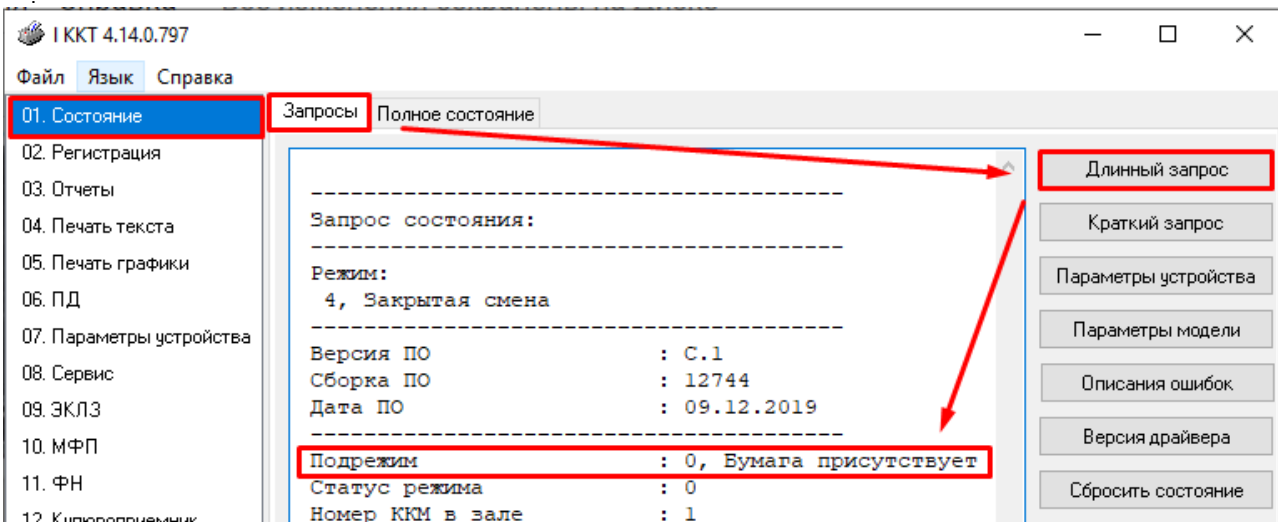 I ККТ 4.14.0.797
Файл Язык Справка
01. Состояние
02. Регистрация
03. Отчеты
04. Печать текста
05. Печать графики
06. ПД
07. Параметры устройства
08. Сервис
09. ЭКЛЗ
10. МФП
11. ФН
12. Купюроприемник
Запросы Полное состояние
----------------------------------------
Запрос состояния:
----------------------------------------
Режим:
4, Закрытая смена
----------------------------------------
Версия ПО : C.1
Сборка ПО : 12744
Дата ПО : 09.12.2019
----------------------------------------
Подрежим : 0, Бумага присутствует
Статус режима : 0
Номер ККМ в зале : 1
Длинный запрос
Краткий запрос
Параметры устройства
Параметры модели
Описания ошибок
Версия драйвера
Сбросить состояние